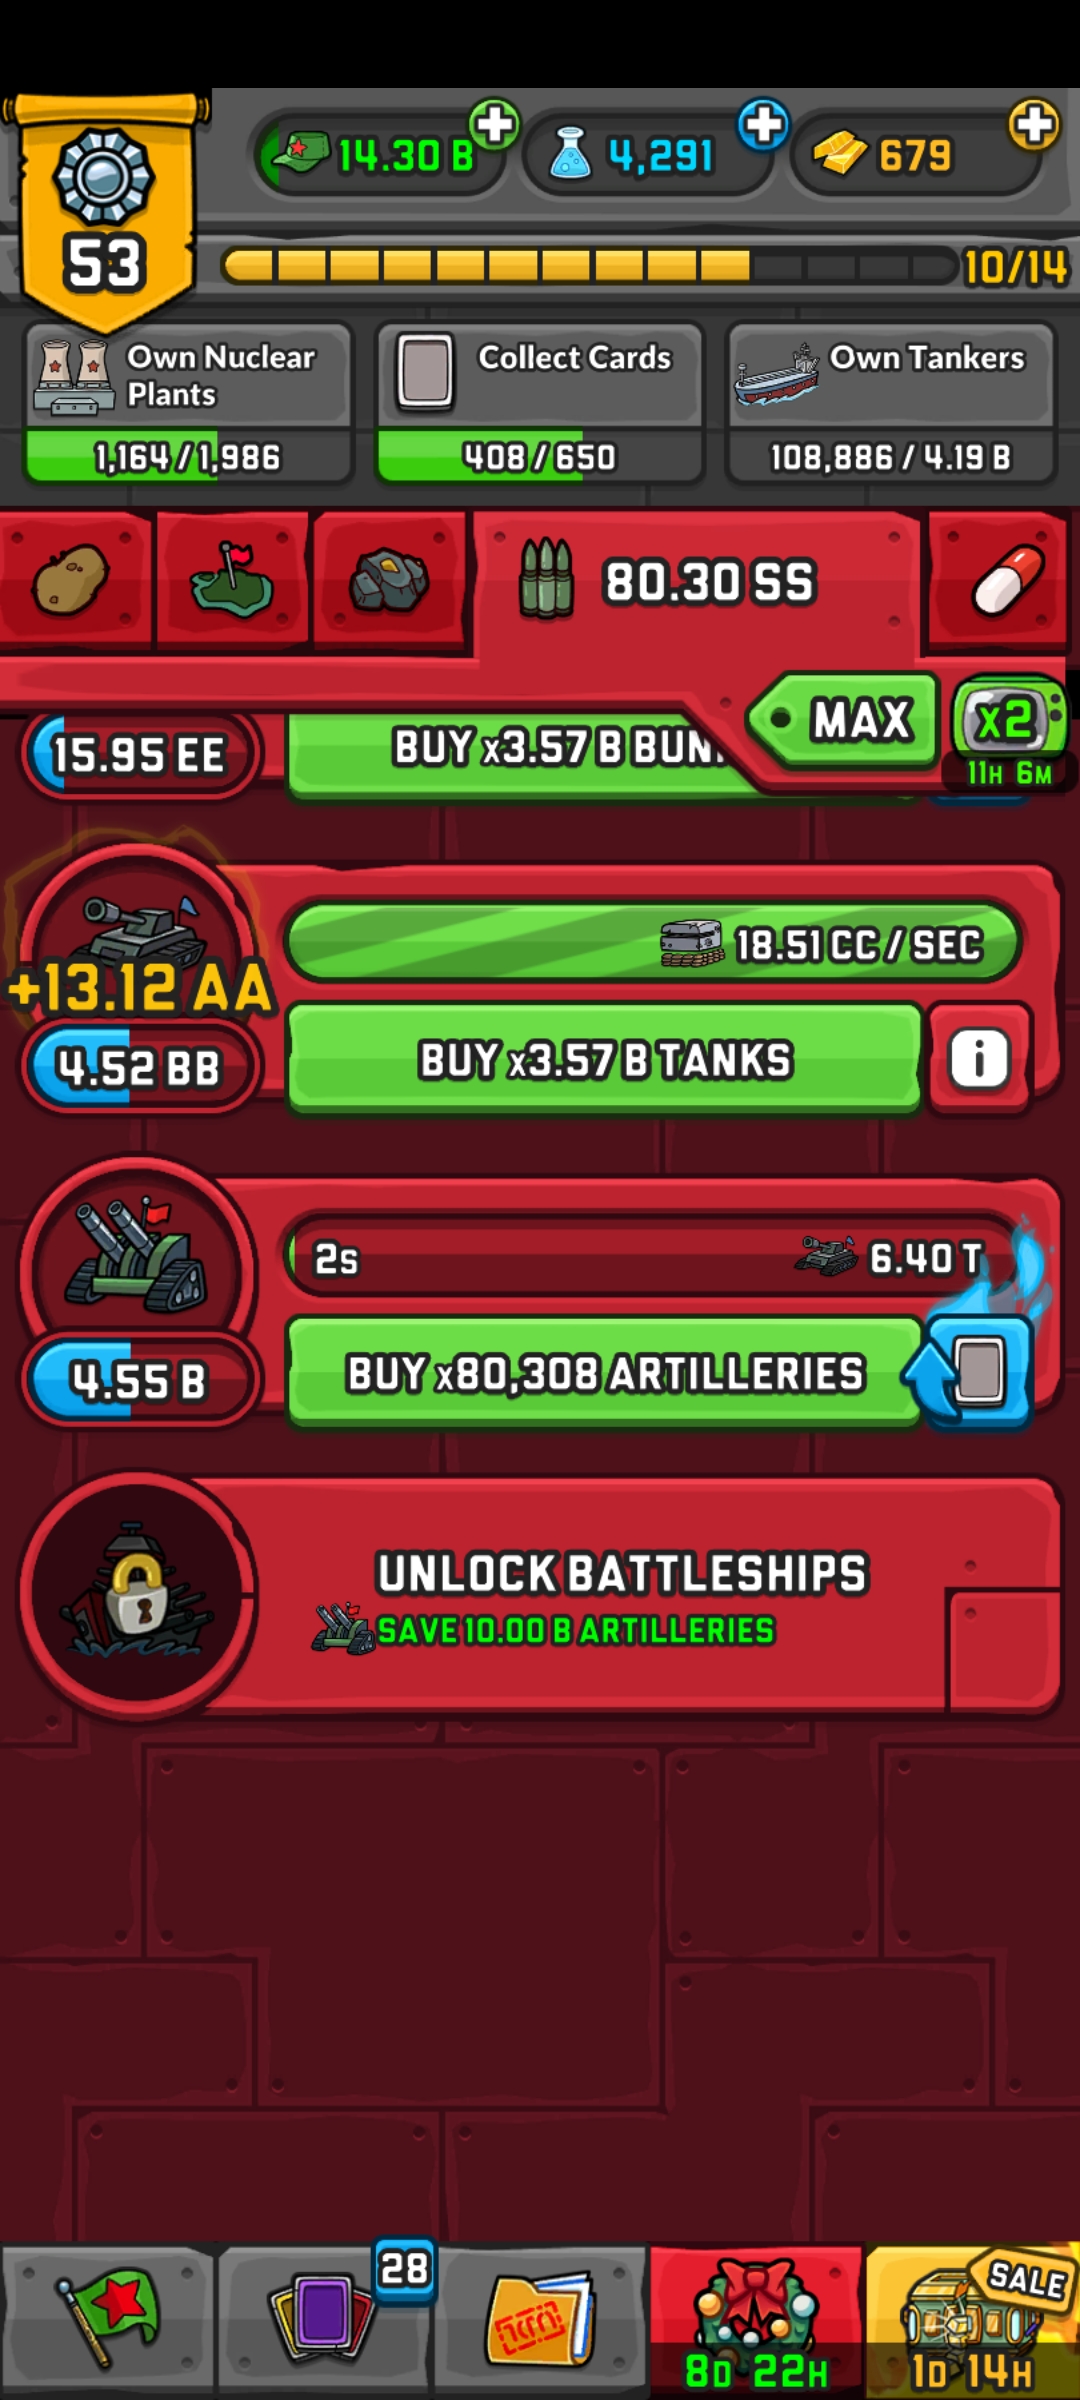 53
14.30 B
4,291
679
10/14
Own Nuclear
Plants
1,164 / 1,986
Collect Cards
408 / 650
Own Tankers
108,886 / 4.19 B
80.30 SS
MAX
x2
11H 6M
15.95 EE
BUY x3.57 B
+13.12 AA
18.51 CC / SEC
4.52 BB
BUY x3.57 B TANKS
i
2s
6.40 T
4.55 B
BUY x80,308 ARTILLERIES
UNLOCK BATTLESHIPS
SAVE 10.00 B ARTILLERIES
28
SALE
8D 22H
1D 14H